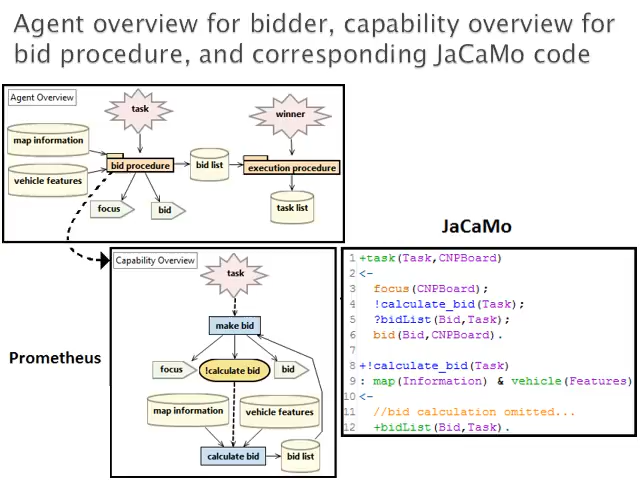 Agent overview for bidder, capability overview for
bid procedure, and corresponding JaCaMo code
Agent Overview
task
winner
map information
bid procedure
bid list
execution procedure
vehicle features
focus
bid
task list
JaCaMo
Prometheus
Capability Overview
task
make bid
focus
!calculate bid
bid
map information
vehicle features
calculate bid
bid list
1 +task(Task,CNPBoard)
2 <-
3 focus(CNPBoard);
4 !calculate_bid(Task);
5 ?bidList(Bid,Task);
6 bid(Bid,CNPBoard).
7
8 +!calculate_bid(Task)
9 : map(Information) & vehicle(Features)
10 <-
11 //bid calculation omitted...
12 +bidList(Bid,Task).